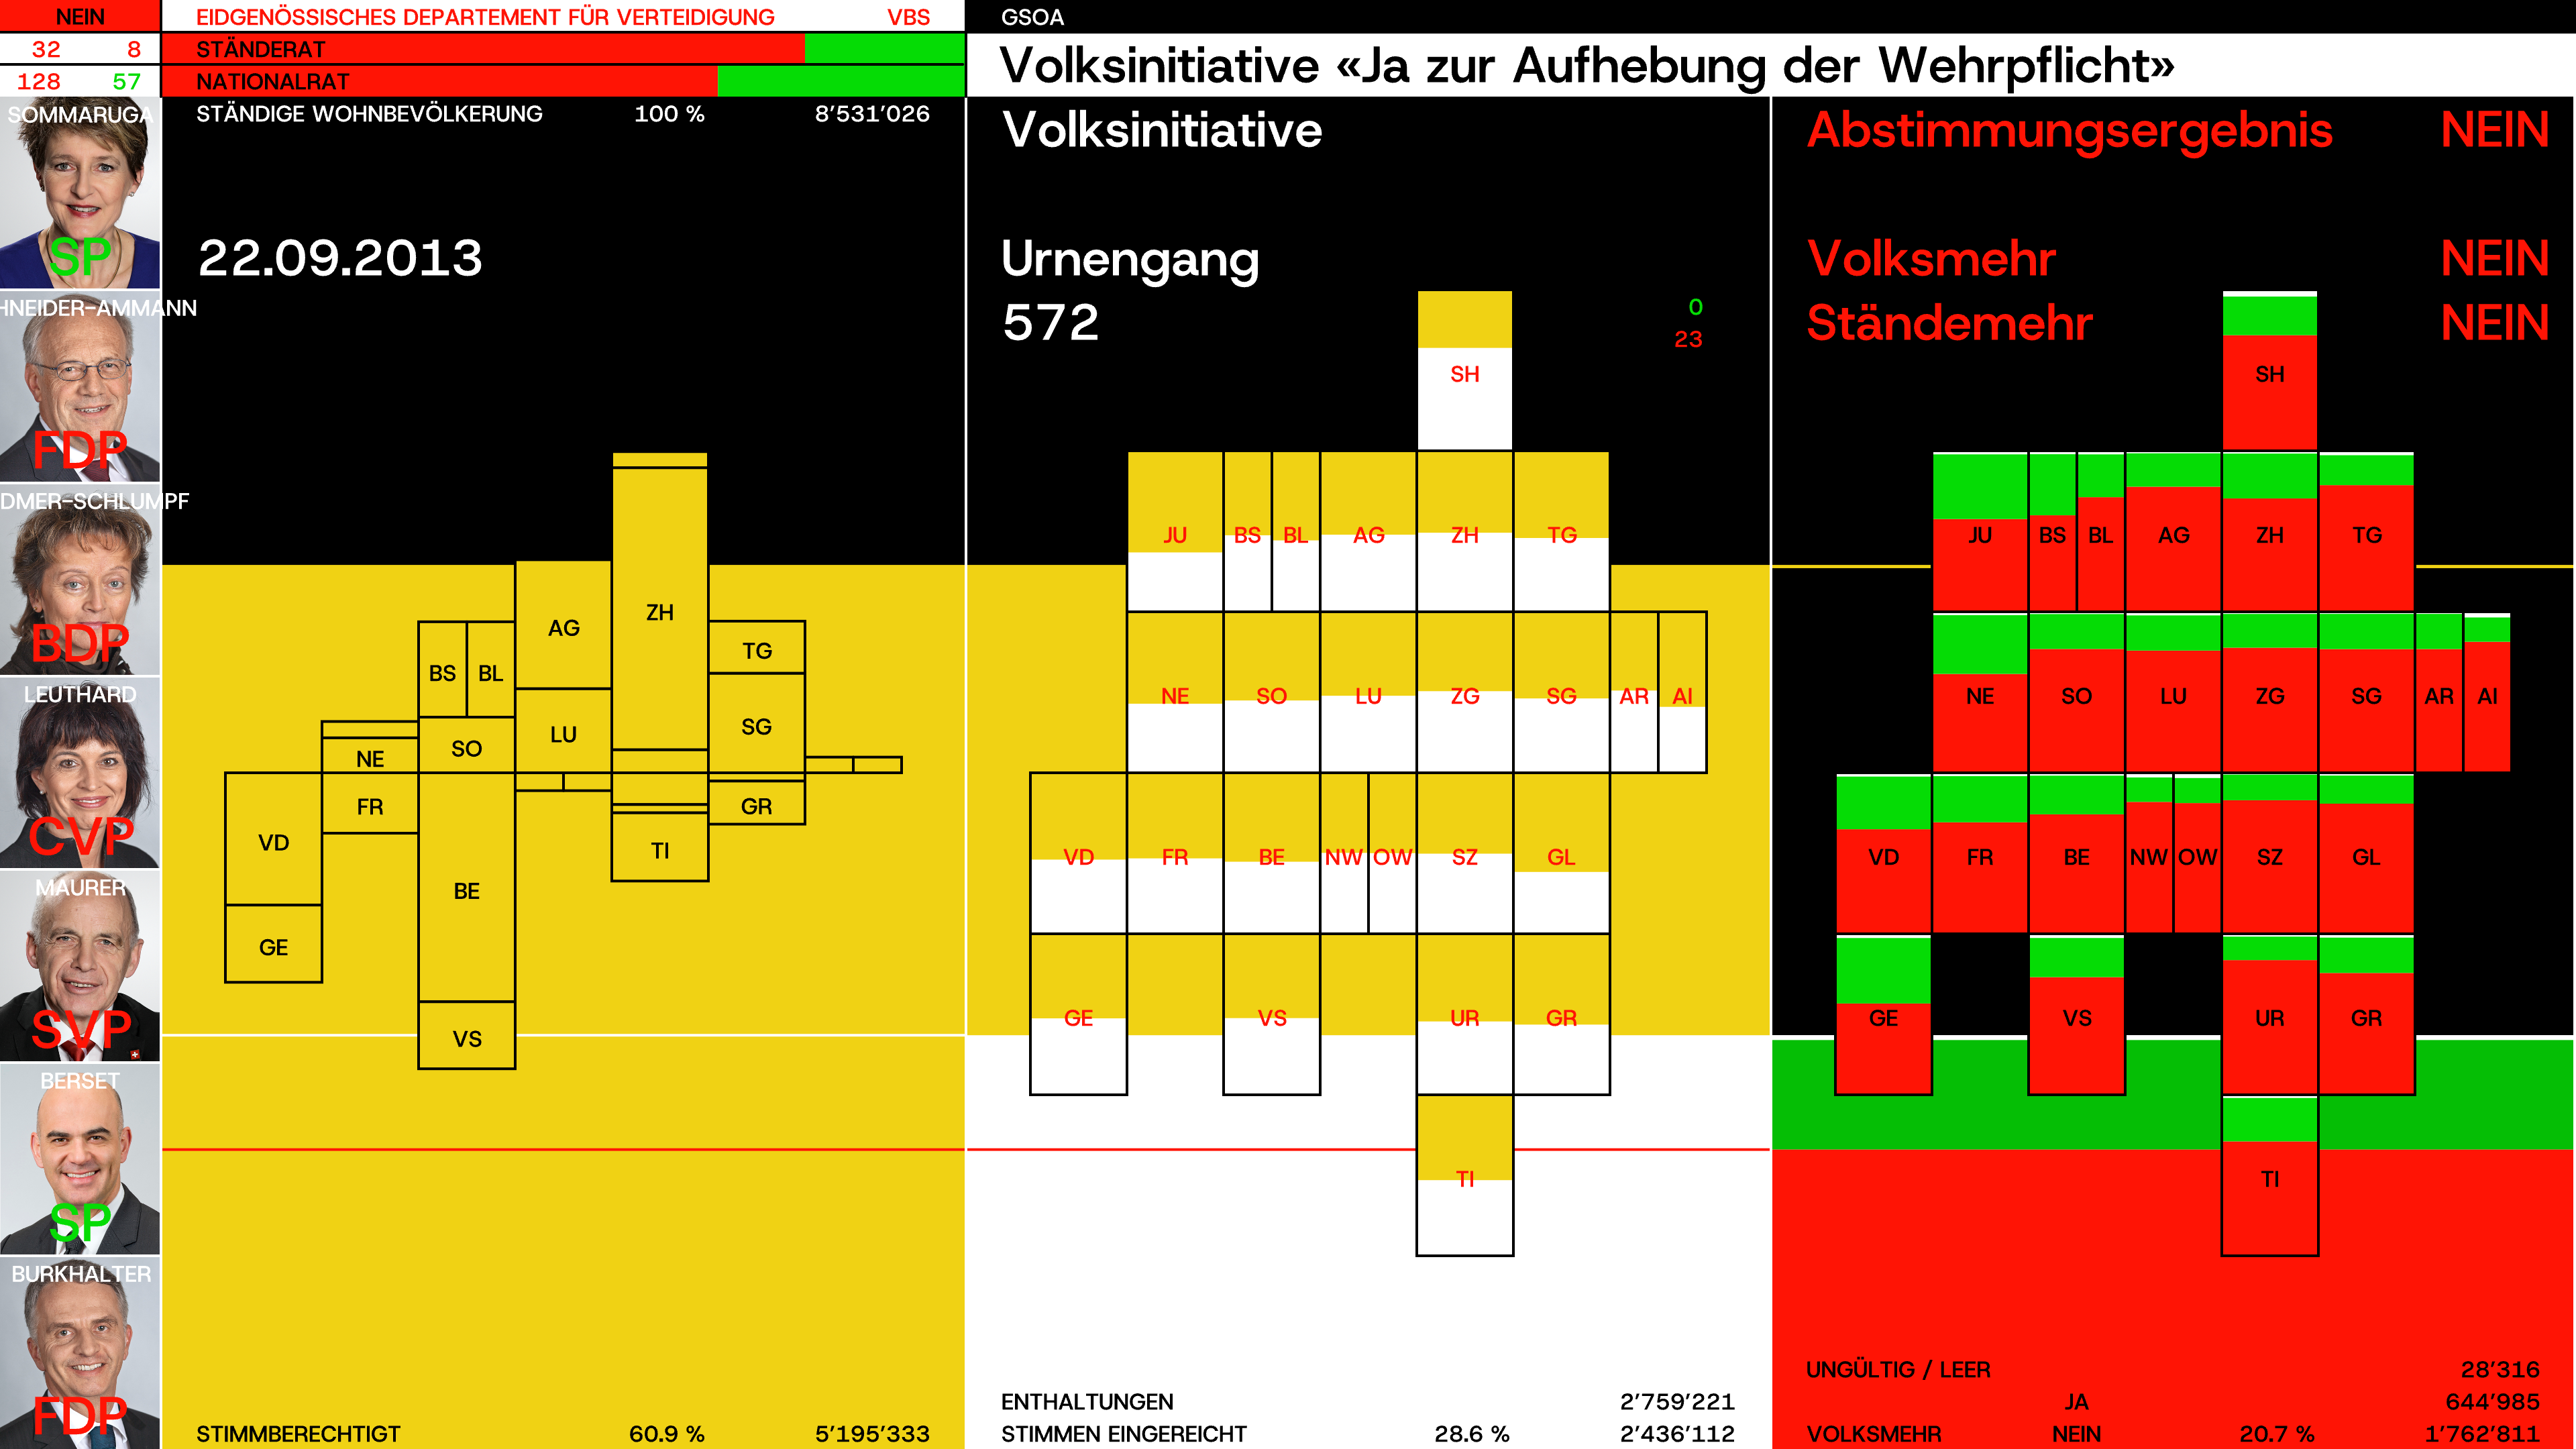 NEIN
EIDGENÖSSISCHES DEPARTEMENT FÜR VERTEIDIGUNG VBS
GSOA
32 8 STÄNDERAT
128 57 NATIONALRAT
Volksinitiative «Ja zur Aufhebung der Wehrpflicht»
SOMMARUGA
SP
HNEIDER-AMMANN
FDP
DMER-SCHLUMPF
BDP
LEUTHARD
CVP
MAURER
SVP
BERSET
SP
BURKHALTER
FDP
STÄNDIGE WOHNBEVÖLKERUNG 100 % 8’531’026
22.09.2013
ZH
AG
TG
BS BL
SG
LU
SO
NE
FR
GR
VD
TI
BE
GE
VS
STIMMBERECHTIGT 60.9 % 5’195’333
Volksinitiative
Urnengang
572
0
23
SH
JU BS BL AG ZH TG
NE SO LU ZG SG AR AI
VD FR BE NW OW SZ GL
GE VS UR GR
TI
ENTHALTUNGEN 2’759’221
STIMMEN EINGEREICHT 28.6 % 2’436’112
Abstimmungsergebnis NEIN
Volksmehr NEIN
Ständemehr NEIN
SH
JU BS BL AG ZH TG
NE SO LU ZG SG AR AI
VD FR BE NW OW SZ GL
GE VS UR GR
TI
UNGÜLTIG / LEER 28’316
JA 644’985
VOLKSMEHR NEIN 20.7 % 1’762’811